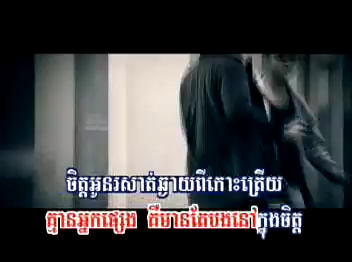 ចិត្តអូនរសាត់ឆ្ងាយពីកោះត្រើយ
គ្មានអ្នកផ្សេង គឺមានតែបងនៅក្នុងចិត្ត